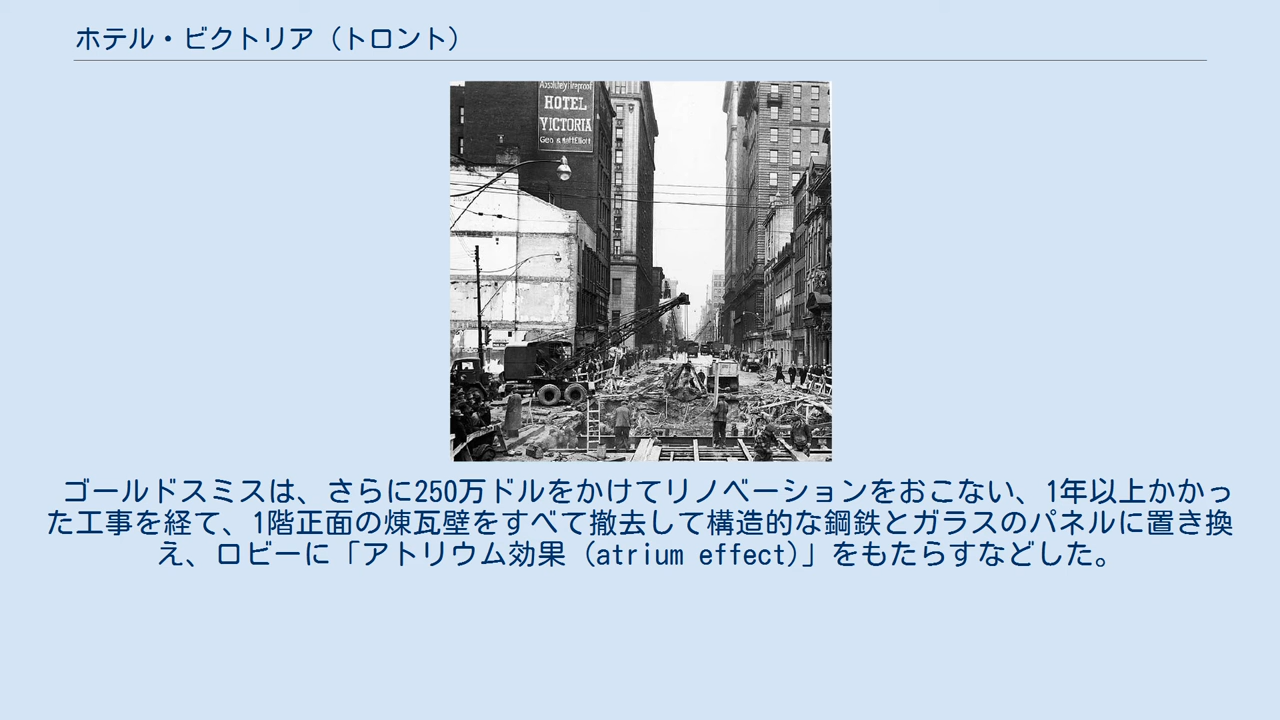 ホテル・ビクトリア（トロント）
Absolutely Fireproof
HOTEL
VICTORIA
Geo & Matt Elliott
ゴールドスミスは、さらに250万ドルをかけてリノベーションをおこない、1年以上かかっ
た工事を経て、1階正面の煉瓦壁をすべて撤去して構造的な鋼鉄とガラスのパネルに置き換
え、ロビーに「アトリウム効果（atrium effect）」をもたらすなどした。